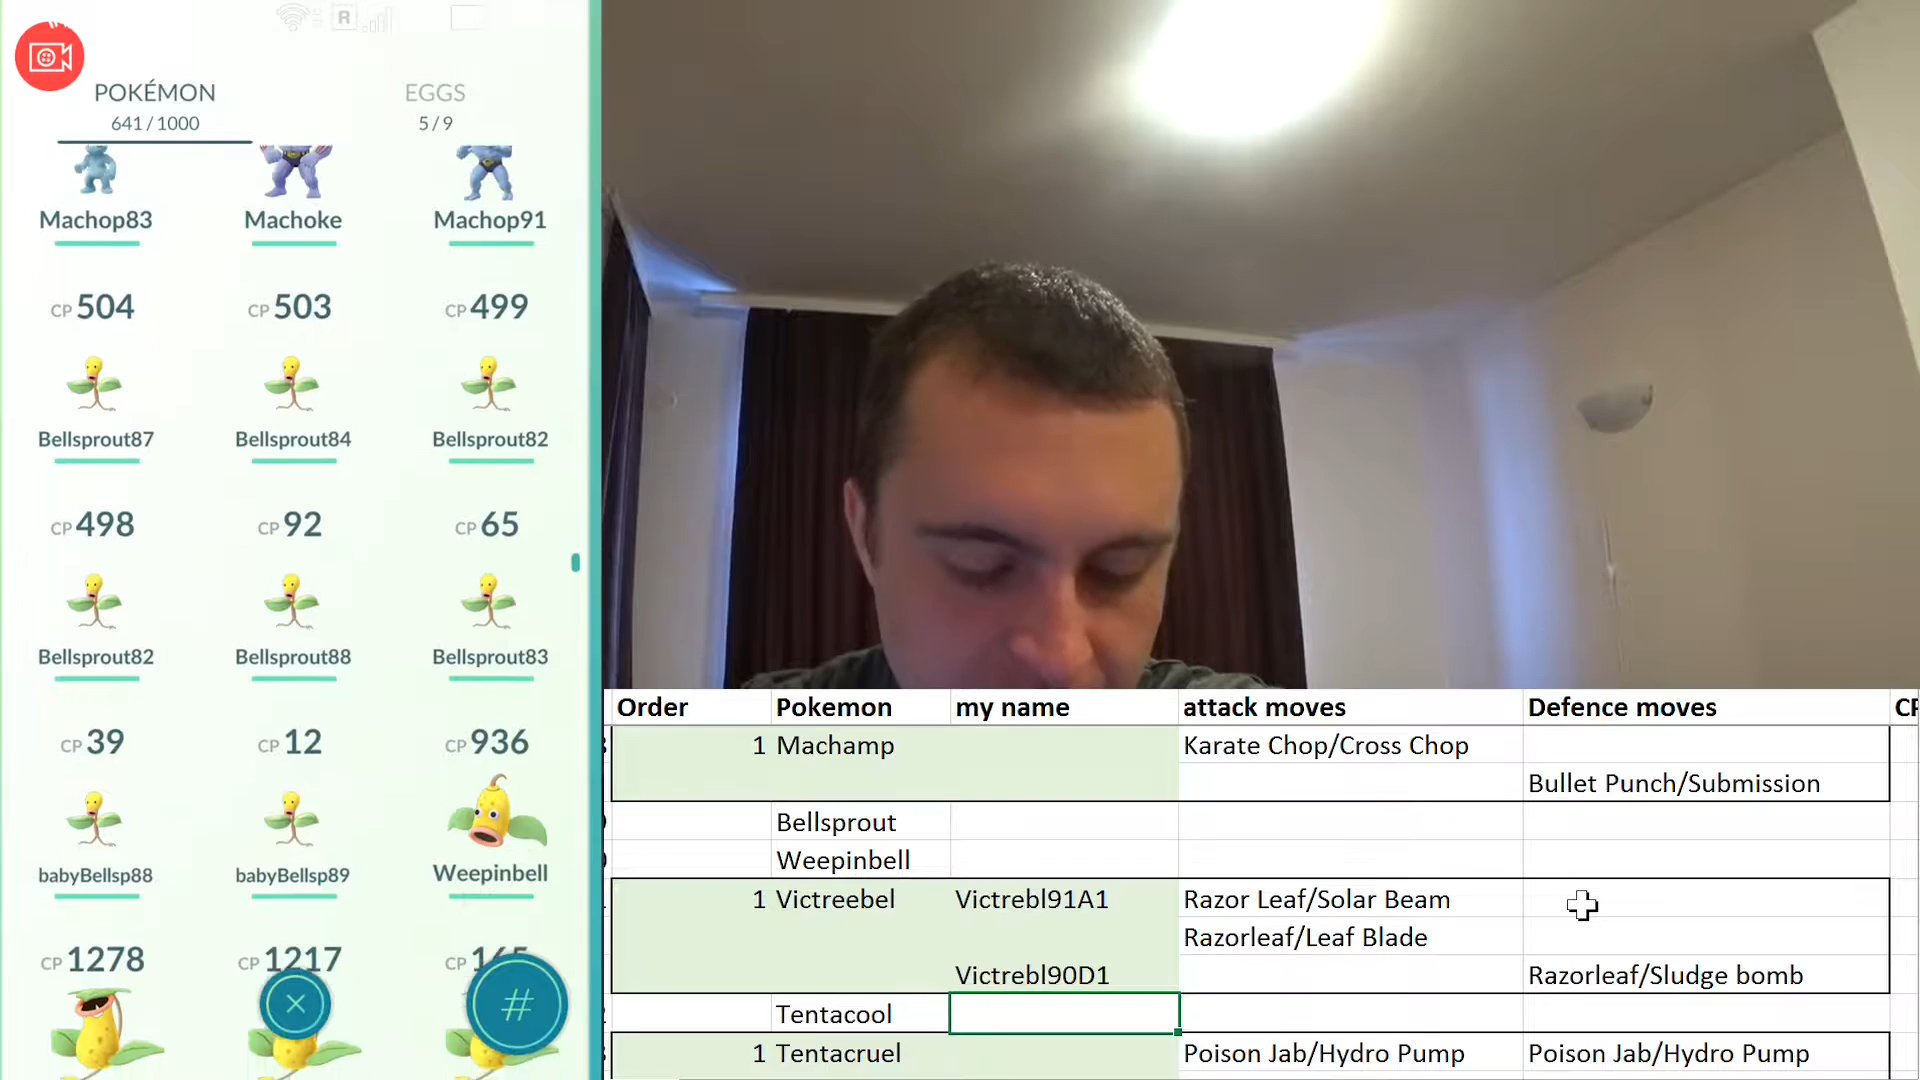 R
POKÉMON EGGS
641 / 1000 5 / 9
Machop83 Machoke Machop91
CP 504 CP 503 CP 499
Bellsprout87 Bellsprout84 Bellsprout82
CP 498 CP 92 CP 65
Bellsprout82 Bellsprout88 Bellsprout83
CP 39 CP 12 CP 936
babyBellsp88 babyBellsp89 Weepinbell
CP 1278 CP 1217 CP
#
Order Pokemon my name attack moves Defence moves
1 Machamp Karate Chop/Cross Chop
Bullet Punch/Submission
Bellsprout
Weepinbell
1 Victreebel Victrebl91A1 Razor Leaf/Solar Beam
Razorleaf/Leaf Blade
Victrebl90D1 Razorleaf/Sludge bomb
Tentacool
1 Tentacruel Poison Jab/Hydro Pump Poison Jab/Hydro Pump